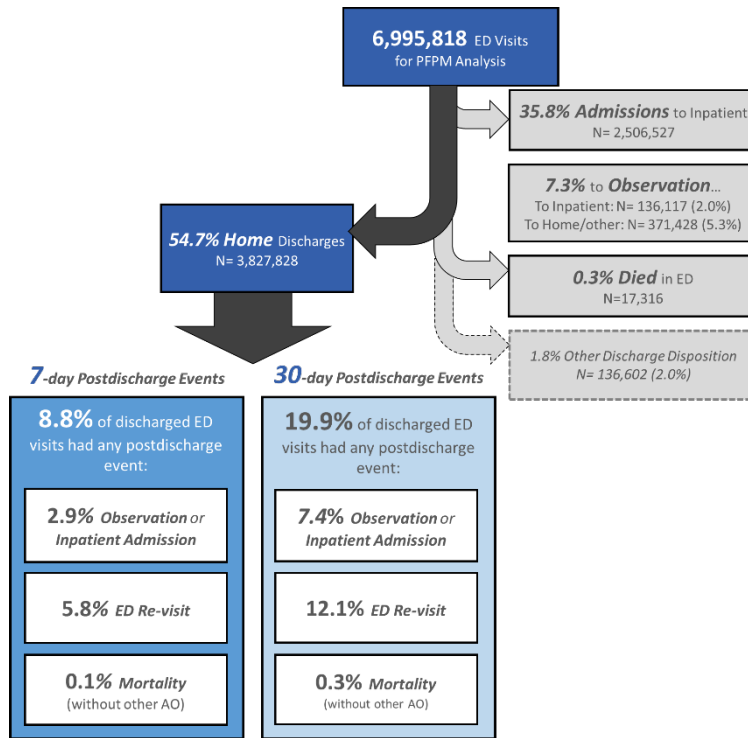 6,995,818 ED Visits
for PFPM Analysis
35.8% Admissions to Inpatient
N= 2,506,527
7.3% to Observation...
To Inpatient: N= 136,117 (2.0%)
To Home/other: N= 371,428 (5.3%)
54.7% Home Discharges
N= 3,827,828
0.3% Died in ED
N=17,316
1.8% Other Discharge Disposition
N= 136,602 (2.0%)
7-day Postdischarge Events
8.8% of discharged ED
visits had any postdischarge
event:
2.9% Observation or
Inpatient Admission
5.8% ED Re-visit
0.1% Mortality
(without other AO)
30-day Postdischarge Events
19.9% of discharged ED
visits had any postdischarge
event:
7.4% Observation or
Inpatient Admission
12.1% ED Re-visit
0.3% Mortality
(without other AO)